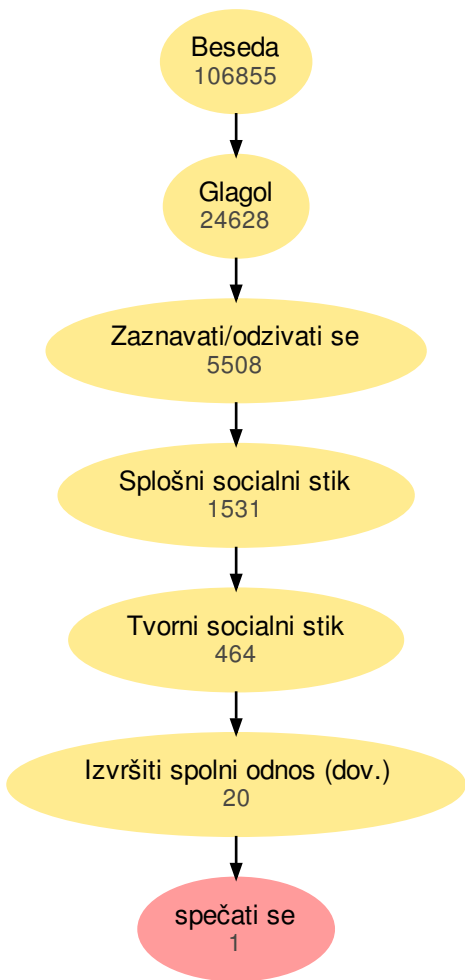 Beseda
106855
Glagol
24628
Zaznavati/odzivati se
5508
Splošni socialni stik
1531
Tvorni socialni stik
464
Izvršiti spolni odnos (dov.)
20
spečati se
1